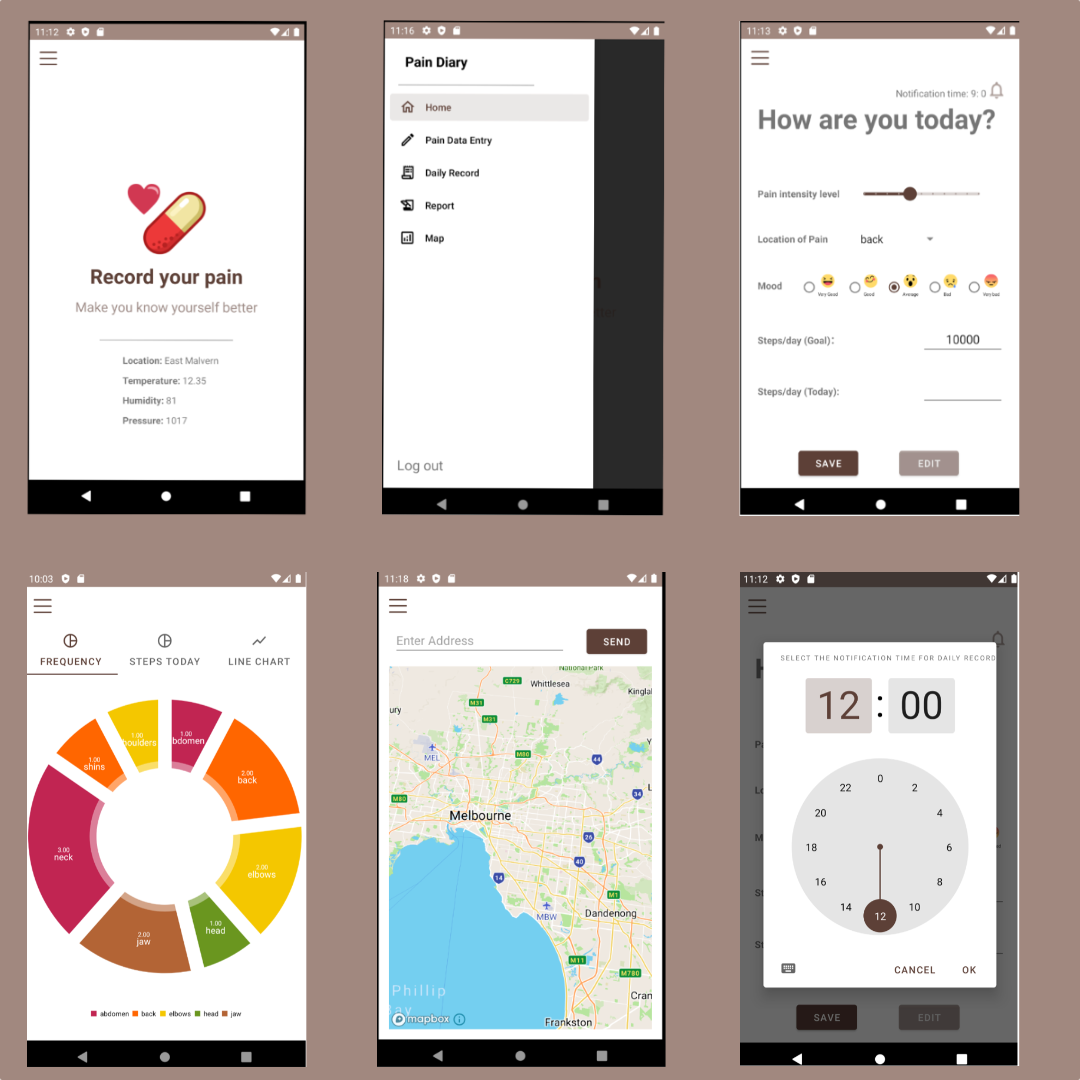 11:12
Record your pain
Make you know yourself better
Location: East Malvern
Temperature: 12.35
Humidity: 81
Pressure: 1017
11:16
Pain Diary
Home
Pain Data Entry
Daily Record
Report
Map
Log out
11:13
Notification time: 9: 0
How are you today?
Pain intensity level
Location of Pain back
Mood
Very Good Good Average Bad Very bad
Steps/day (Goal): 10000
Steps/day (Today):
SAVE EDIT
10:03
FREQUENCY STEPS TODAY LINE CHART
1.00
houlders
1.00
bdomen
1.00
shins
2.00
back
3.00
neck
2.00
elbows
1.00
head
2.00
jaw
abdomen back elbows head jaw
11:18
Enter Address SEND
National Park
C729 Whittlesea
Kingla
M31
ury
M31
MEL
M80
44
34
M80
Melbourne
26
40
14
M1
MBW
Dandenong
M11
M780
Phillip
ay
Cran
mapbox
Frankston
11:12
SELECT THE NOTIFICATION TIME FOR DAILY RECORD
12 : 00
0
22 2
20 4
18 6
16 8
14 10
12
CANCEL OK
SAVE EDIT